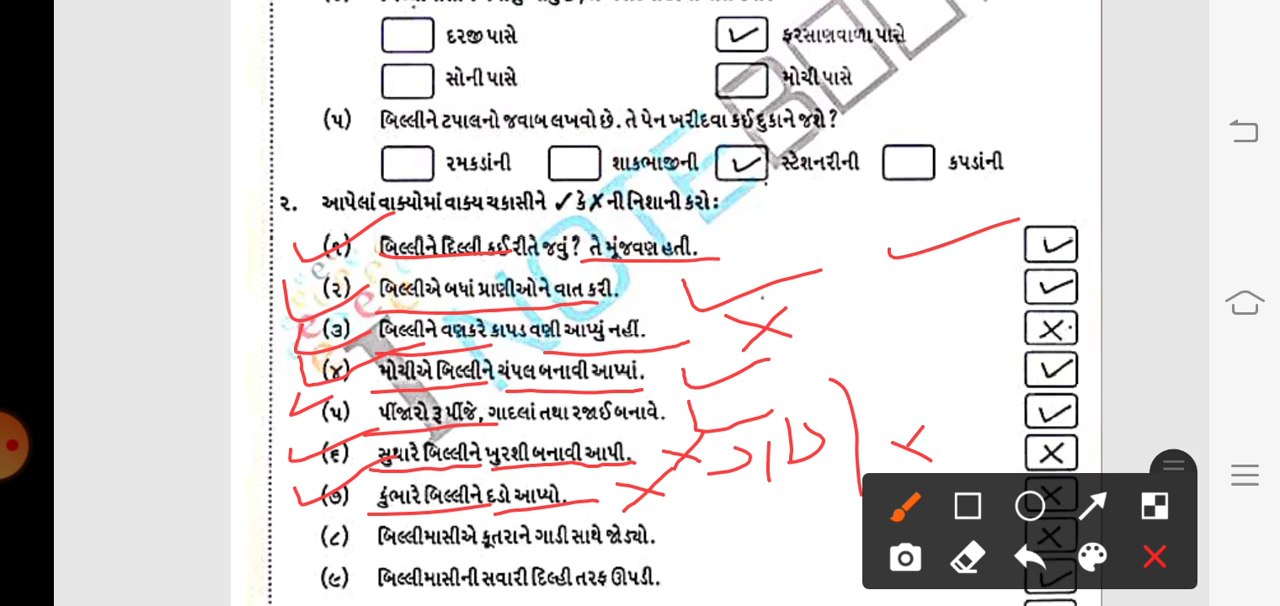 દરજી પાસે ફરસાણવાળા પાસે
સોની પાસે મોચી પાસે
(૫) બિલ્લીને ટપાલનો જવાબ લખવો છે. તે પેન ખરીદવા કઈ દુકાને જશે?
રમકડાંની શાકભાજીની ✓ સ્ટેશનરીની કપડાંની
૨. આપેલાં વાક્યોમાં વાક્ય ચકાસીને ✓ કે ✗ ની નિશાની કરો:
(૧) બિલ્લીને દિલ્લી કઈ રીતે જવું? તે મૂંજવણ હતી. ✓
(૨) બિલ્લીએ બધાં પ્રાણીઓને વાત કરી. ✓
(૩) બિલ્લીને વણકરે કાપડ વણી આપ્યું નહીં. ✗
(૪) મોચીએ બિલ્લીને ચંપલ બનાવી આપ્યાં. ✓
(૫) પીંજારો રૂ પીંજે, ગાદલાં તથા રજાઈ બનાવે. ✓
(૬) સુથારે બિલ્લીને ખુરશી બનાવી આપી. ✗
(૭) કુંભારે બિલ્લીને દડો આપ્યો. ✗
(૮) બિલ્લીમાસીએ કૂતરાને ગાડી સાથે જોડ્યો. ✗
(૯) બિલ્લીમાસીની સવારી દિલ્હી તરફ ઊપડી. ✓
NOTE